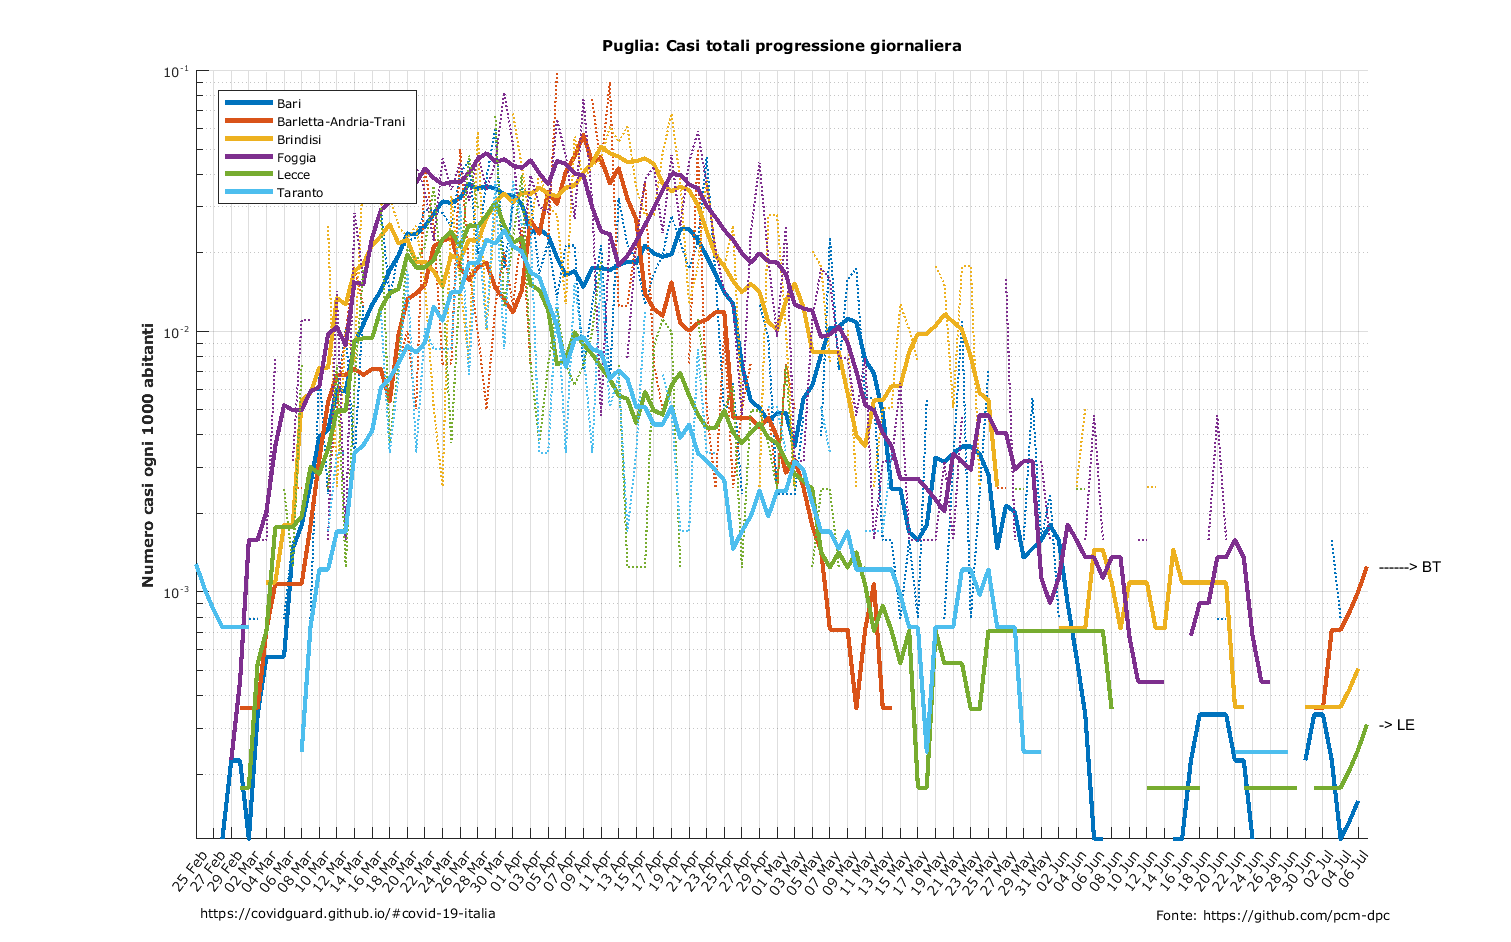 Puglia: Casi totali progressione giornaliera
10-1
Bari
Barletta-Andria-Trani
Brindisi
Foggia
Lecce
Taranto
Numero casi ogni 1000 abitanti
10-2
10-3
------> BT
-> LE
25 Feb
27 Feb
29 Feb
02 Mar
04 Mar
06 Mar
08 Mar
10 Mar
12 Mar
14 Mar
16 Mar
18 Mar
20 Mar
22 Mar
24 Mar
26 Mar
28 Mar
30 Mar
01 Apr
03 Apr
05 Apr
07 Apr
09 Apr
11 Apr
13 Apr
15 Apr
17 Apr
19 Apr
21 Apr
23 Apr
25 Apr
27 Apr
29 Apr
01 May
03 May
05 May
07 May
09 May
11 May
13 May
15 May
17 May
19 May
21 May
23 May
25 May
27 May
29 May
31 May
02 Jun
04 Jun
06 Jun
08 Jun
10 Jun
12 Jun
14 Jun
16 Jun
18 Jun
20 Jun
22 Jun
24 Jun
26 Jun
28 Jun
30 Jun
02 Jul
04 Jul
06 Jul
https://covidguard.github.io/#covid-19-italia
Fonte: https://github.com/pcm-dpc